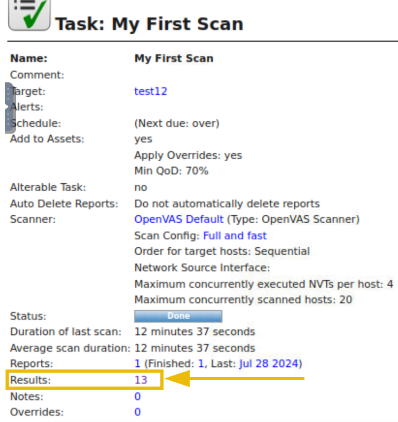 Task: My First Scan
Name: My First Scan
Comment:
Target: test12
Alerts:
Schedule: (Next due: over)
Add to Assets: yes
Apply Overrides: yes
Min QoD: 70%
Alterable Task: no
Auto Delete Reports: Do not automatically delete reports
Scanner: OpenVAS Default (Type: OpenVAS Scanner)
Scan Config: Full and fast
Order for target hosts: Sequential
Network Source Interface:
Maximum concurrently executed NVTs per host: 4
Maximum concurrently scanned hosts: 20
Status: Done
Duration of last scan: 12 minutes 37 seconds
Average scan duration: 12 minutes 37 seconds
Reports: 1 (Finished: 1, Last: Jul 28 2024)
Results: 13
Notes: 0
Overrides: 0